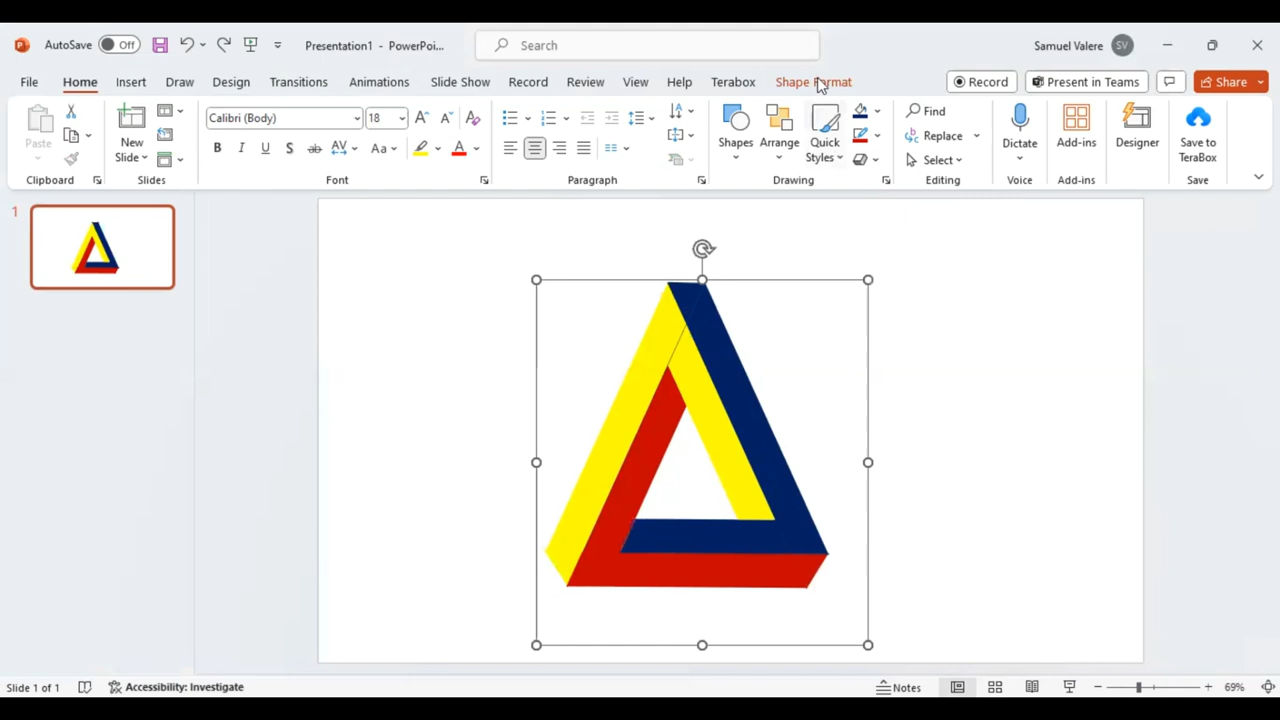 AutoSave Off Presentation1 - PowerPoi... Search Samuel Valere SV
File Home Insert Draw Design Transitions Animations Slide Show Record Review View Help Terabox Shape Format Record Present in Teams Share
Paste
Clipboard
New
Slide
Slides
Calibri (Body) 18
B I U S ab AV Aa A
Font
Paragraph
Shapes Arrange Quick
Styles
Drawing
Find
Replace
Select
Editing
Dictate
Voice
Add-ins
Add-ins
Designer
Save to
TeraBox
Save
1
Slide 1 of 1 Accessibility: Investigate Notes 69%